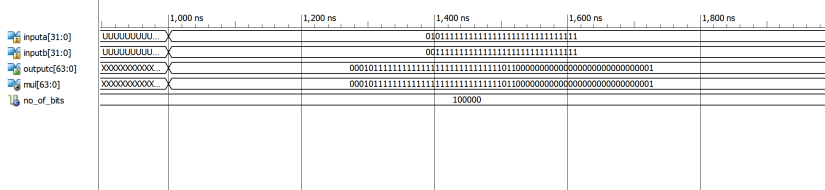 1,000 ns 1,200 ns 1,400 ns 1,600 ns 1,800 ns
inputa[31:0] UUUUUUUUU... 01011111111111111111111111111111
inputb[31:0] UUUUUUUUU... 00111111111111111111111111111111
outputc[63:0] XXXXXXXXXXX... 0001011111111111111111111111111101100000000000000000000000000001
mul[63:0] XXXXXXXXXXX... 0001011111111111111111111111111101100000000000000000000000000001
no_of_bits 100000